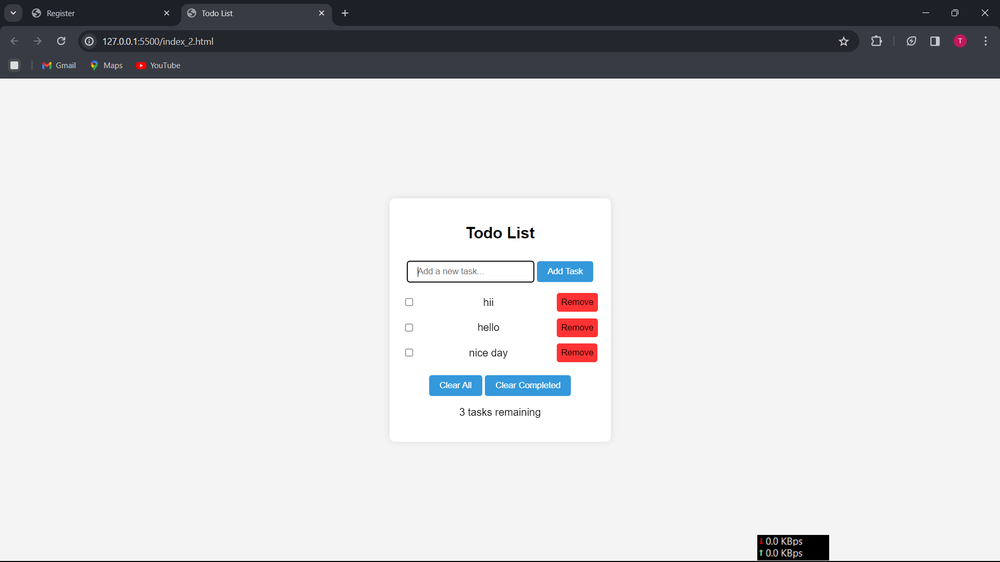 Register
Todo List
127.0.0.1:5500/index_2.html
T
Gmail Maps YouTube
Todo List
Add a new task... Add Task
hii Remove
hello Remove
nice day Remove
Clear All Clear Completed
3 tasks remaining
0.0 KBps
0.0 KBps